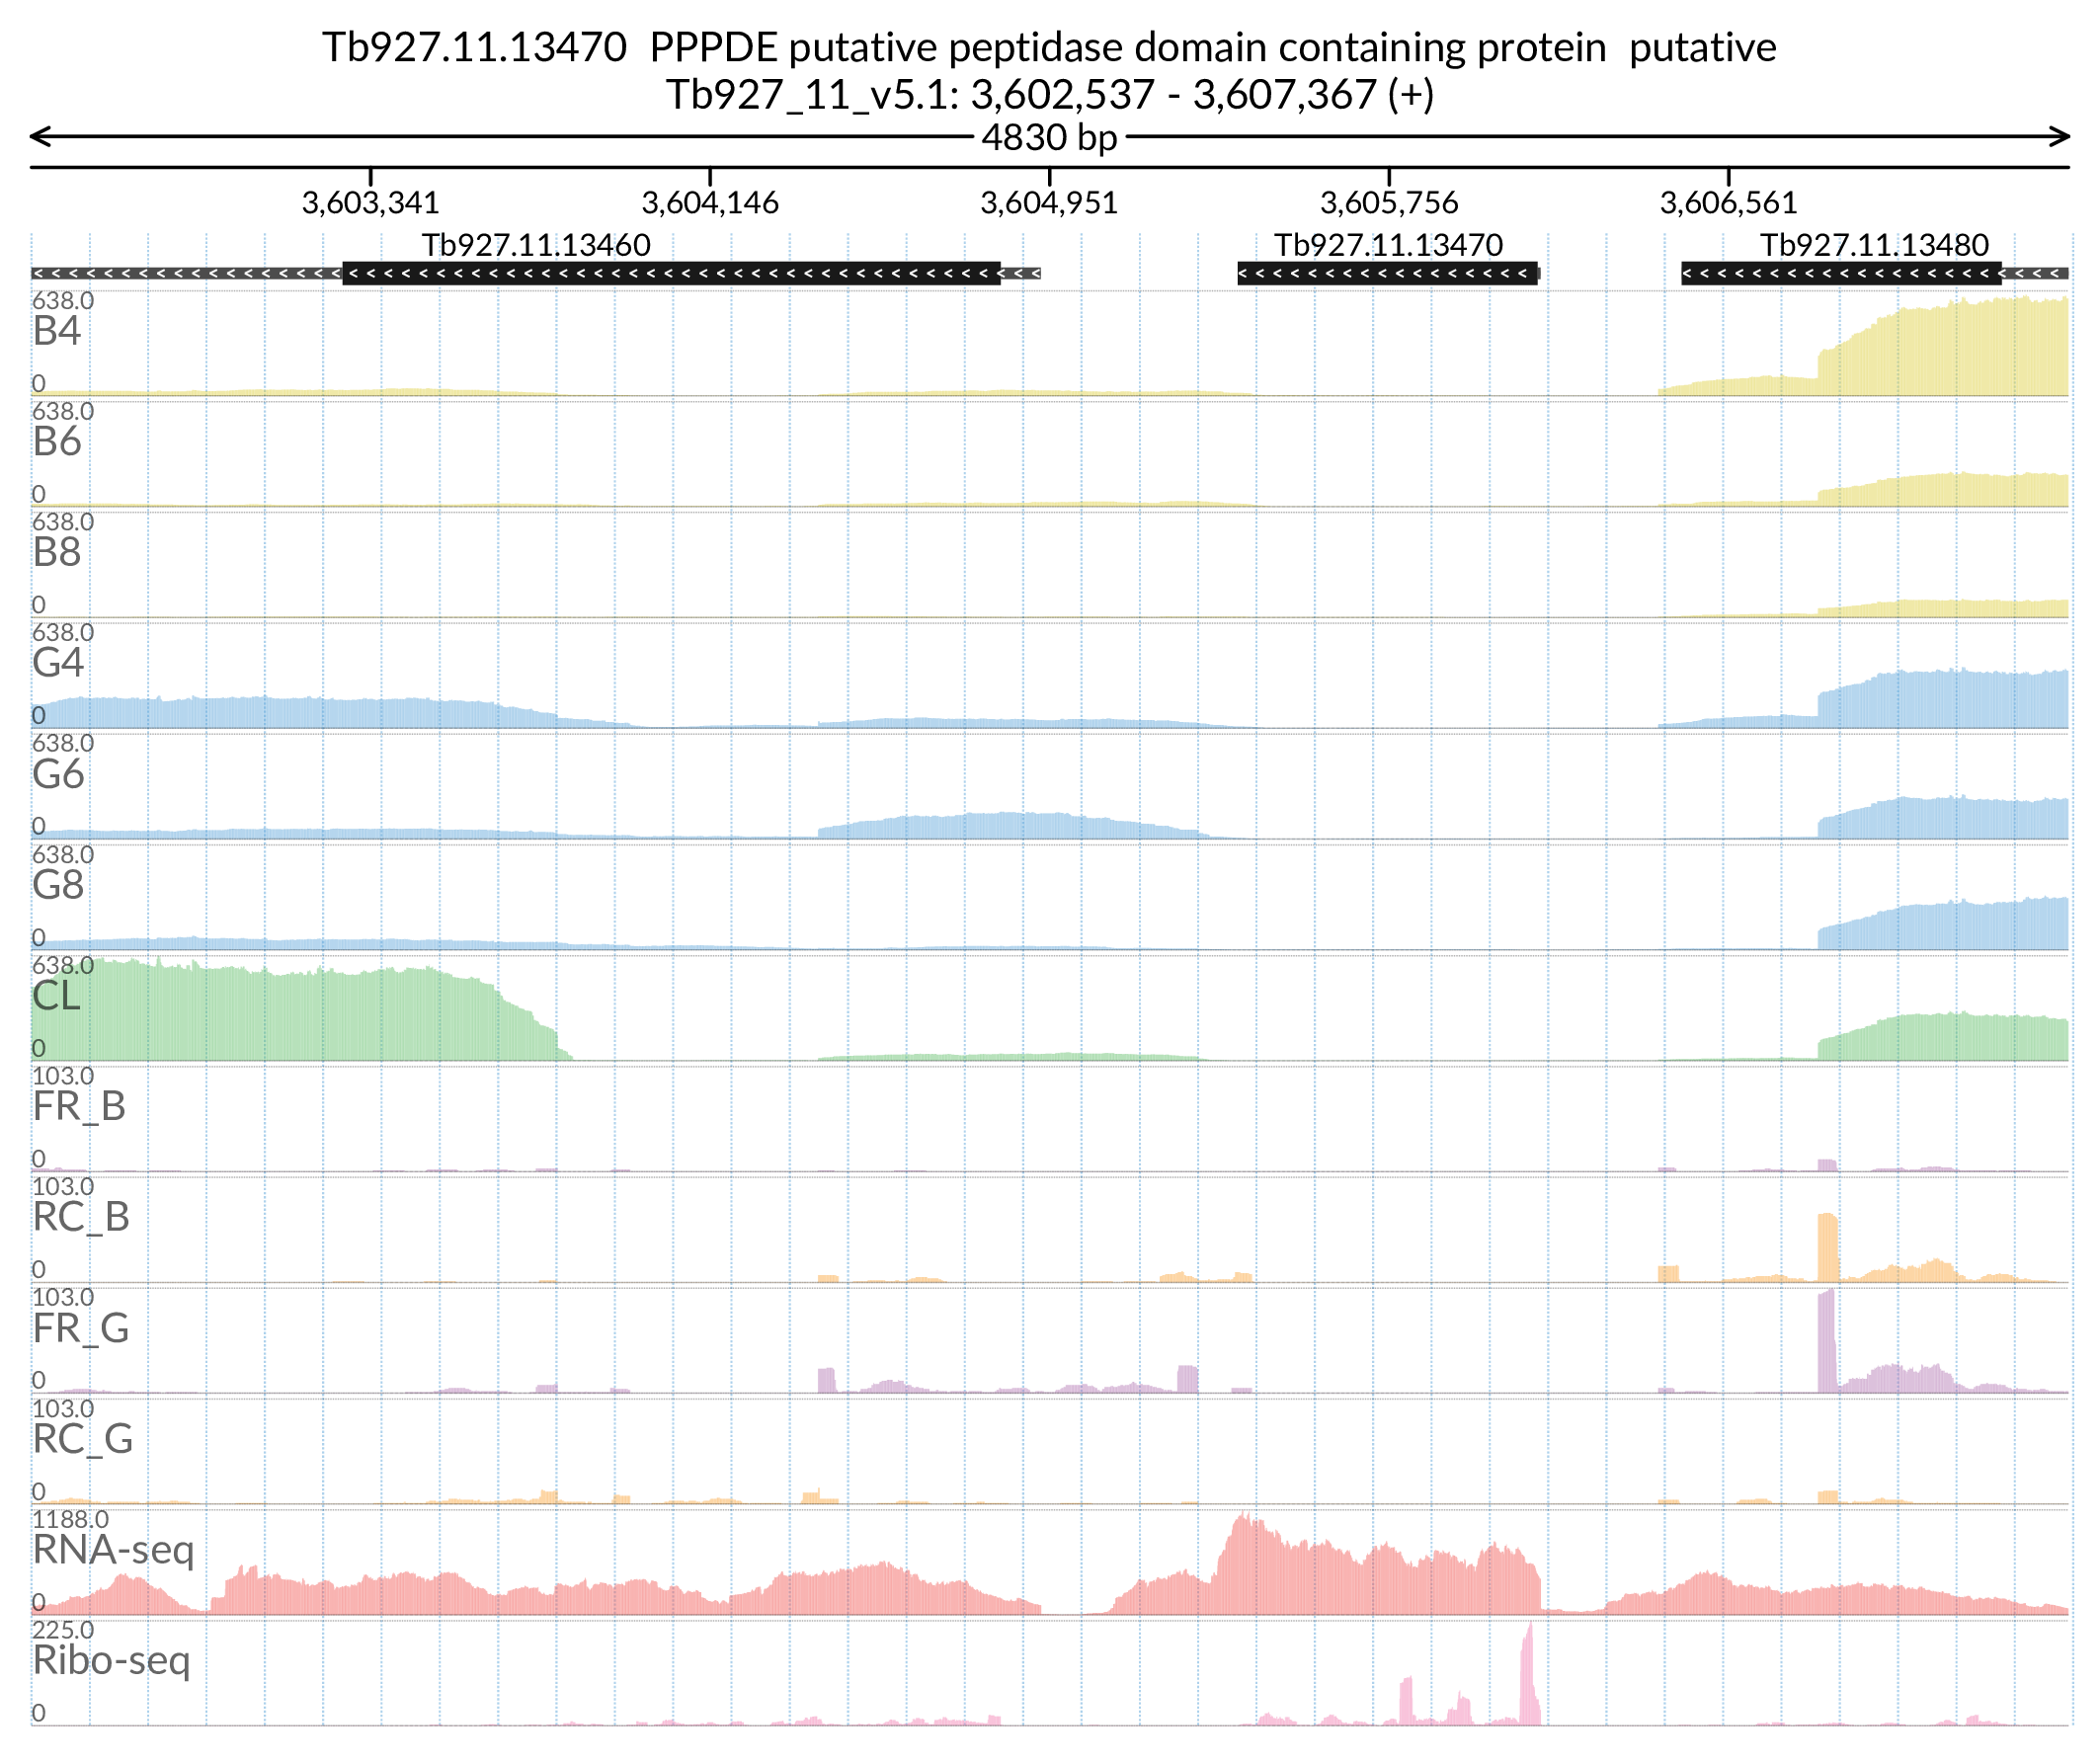 Tb927.11.13470  PPPDE putative peptidase domain containing protein  putative
Tb927_11_v5.1: 3,602,537 - 3,607,367 (+)
4830 bp
3,603,341 3,604,146 3,604,951 3,605,756 3,606,561
Tb927.11.13460 Tb927.11.13470 Tb927.11.13480
638.0
B4
0
638.0
B6
0
638.0
B8
0
638.0
G4
0
638.0
G6
0
638.0
G8
0
638.0
CL
0
103.0
FR_B
0
103.0
RC_B
0
103.0
FR_G
0
103.0
RC_G
0
1188.0
RNA-seq
0
225.0
Ribo-seq
0